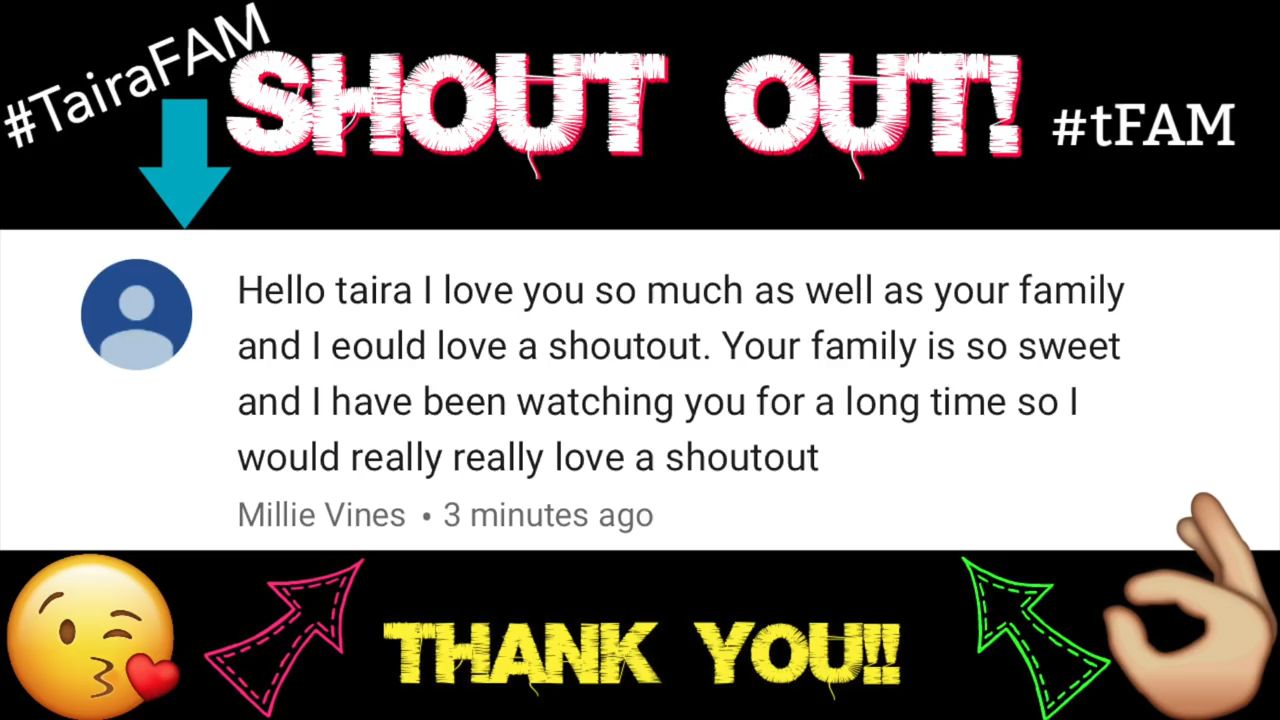 #TairaFAM
SHOUT OUT!
#tFAM
Hello taira I love you so much as well as your family
and I eould love a shoutout. Your family is so sweet
and I have been watching you for a long time so I
would really really love a shoutout
Millie Vines • 3 minutes ago
THANK YOU!!